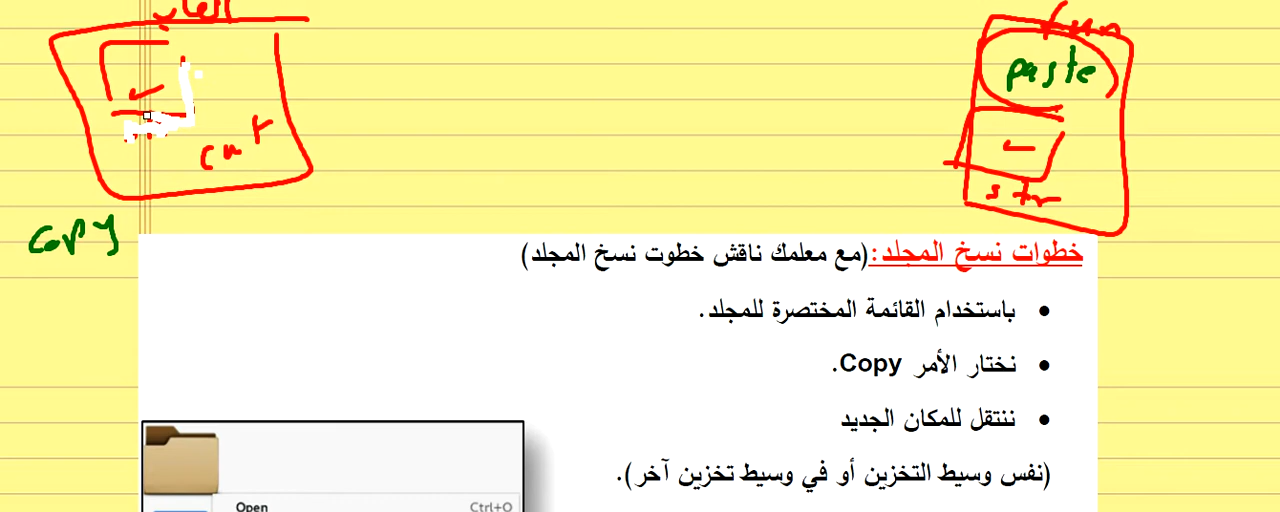 paste
cut
str
copy
خطوات نسخ المجلد: (مع معلمك ناقش خطوت نسخ المجلد)
• باستخدام القائمة المختصرة للمجلد.
• نختار الأمر Copy.
• ننتقل للمكان الجديد
(نفس وسيط التخزين أو في وسيط تخزين آخر).
Open Ctrl+O